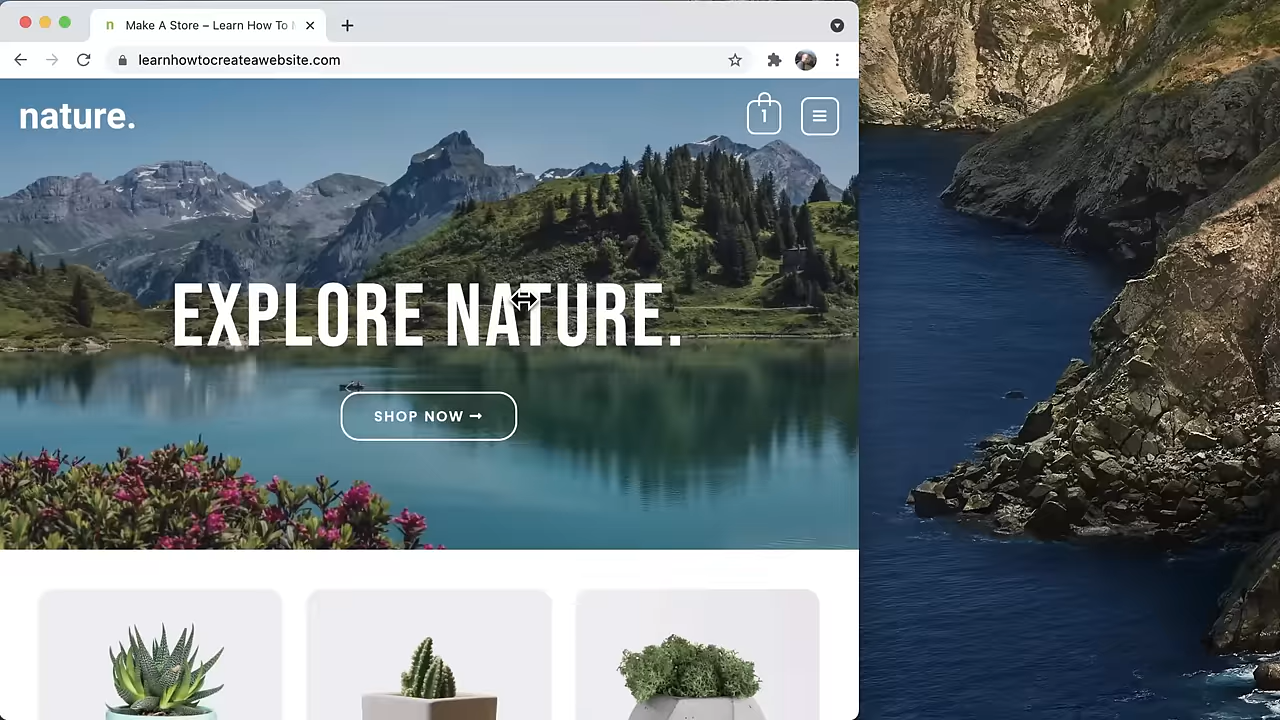 n Make A Store – Learn How To
learnhowtocreateawebsite.com
nature.
1
EXPLORE NATURE.
SHOP NOW →